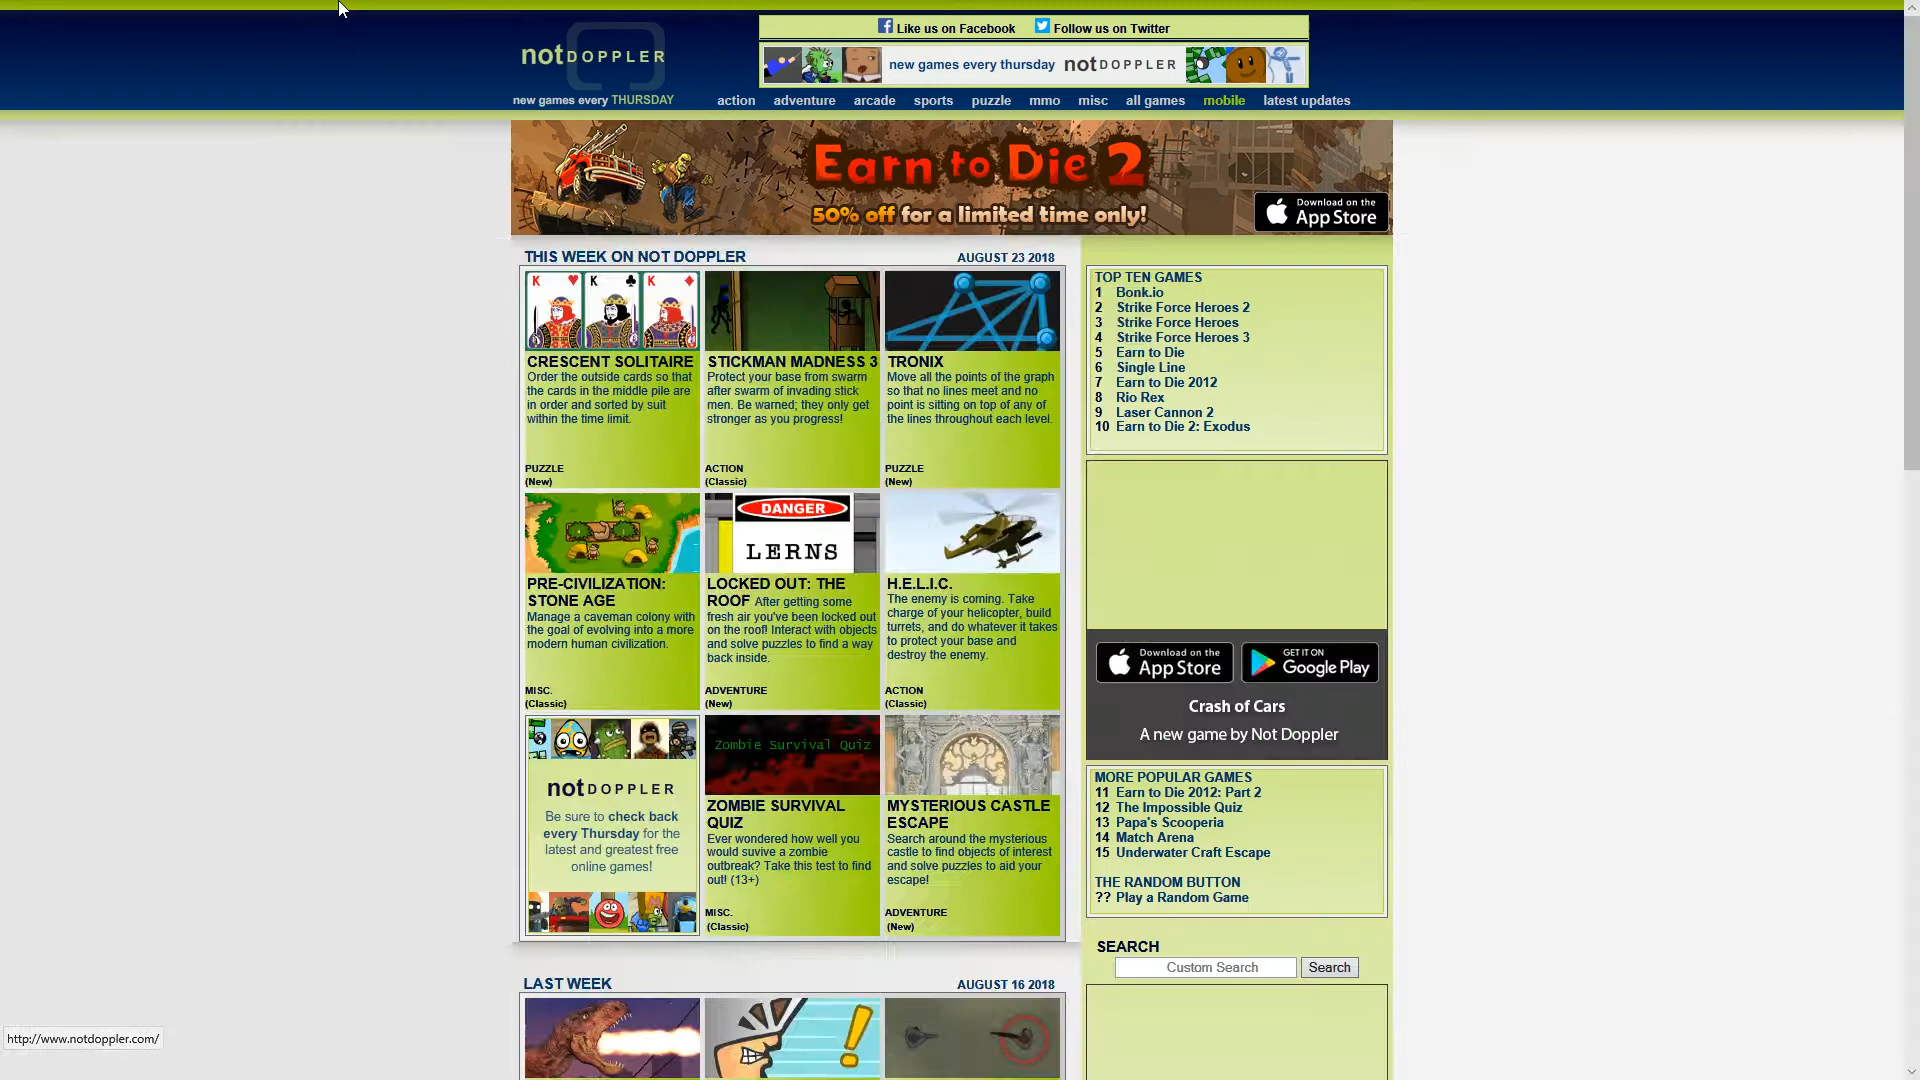 Like us on Facebook Follow us on Twitter
notDOPPLER
new games every THURSDAY
new games every thursday notDOPPLER
action adventure arcade sports puzzle mmo misc all games mobile latest updates
Earn to Die 2
50% off for a limited time only!
Download on the
App Store
THIS WEEK ON NOT DOPPLER AUGUST 23 2018
K K K
CRESCENT SOLITAIRE
Order the outside cards so that
the cards in the middle pile are
in order and sorted by suit
within the time limit.
PUZZLE
(New)
STICKMAN MADNESS 3
Protect your base from swarm
after swarm of invading stick
men. Be warned; they only get
stronger as you progress!
ACTION
(Classic)
TRONIX
Move all the points of the graph
so that no lines meet and no
point is sitting on top of any of
the lines throughout each level.
PUZZLE
(New)
PRE-CIVILIZATION:
STONE AGE
Manage a caveman colony with
the goal of evolving into a more
modern human civilization.
MISC.
(Classic)
DANGER
LERNS
LOCKED OUT: THE
ROOF After getting some
fresh air you've been locked out
on the roof! Interact with objects
and solve puzzles to find a way
back inside.
ADVENTURE
(New)
H.E.L.I.C.
The enemy is coming. Take
charge of your helicopter, build
turrets, and do whatever it takes
to protect your base and
destroy the enemy.
ACTION
(Classic)
notDOPPLER
Be sure to check back
every Thursday for the
latest and greatest free
online games!
Zombie Survival Quiz
ZOMBIE SURVIVAL
QUIZ
Ever wondered how well you
would suvive a zombie
outbreak? Take this test to find
out! (13+)
MISC.
(Classic)
MYSTERIOUS CASTLE
ESCAPE
Search around the mysterious
castle to find objects of interest
and solve puzzles to aid your
escape!
ADVENTURE
(New)
LAST WEEK AUGUST 16 2018
TOP TEN GAMES
1 Bonk.io
2 Strike Force Heroes 2
3 Strike Force Heroes
4 Strike Force Heroes 3
5 Earn to Die
6 Single Line
7 Earn to Die 2012
8 Rio Rex
9 Laser Cannon 2
10 Earn to Die 2: Exodus
Download on the
App Store
GET IT ON
Google Play
Crash of Cars
A new game by Not Doppler
MORE POPULAR GAMES
11 Earn to Die 2012: Part 2
12 The Impossible Quiz
13 Papa's Scooperia
14 Match Arena
15 Underwater Craft Escape
THE RANDOM BUTTON
?? Play a Random Game
SEARCH
Custom Search Search
http://www.notdoppler.com/